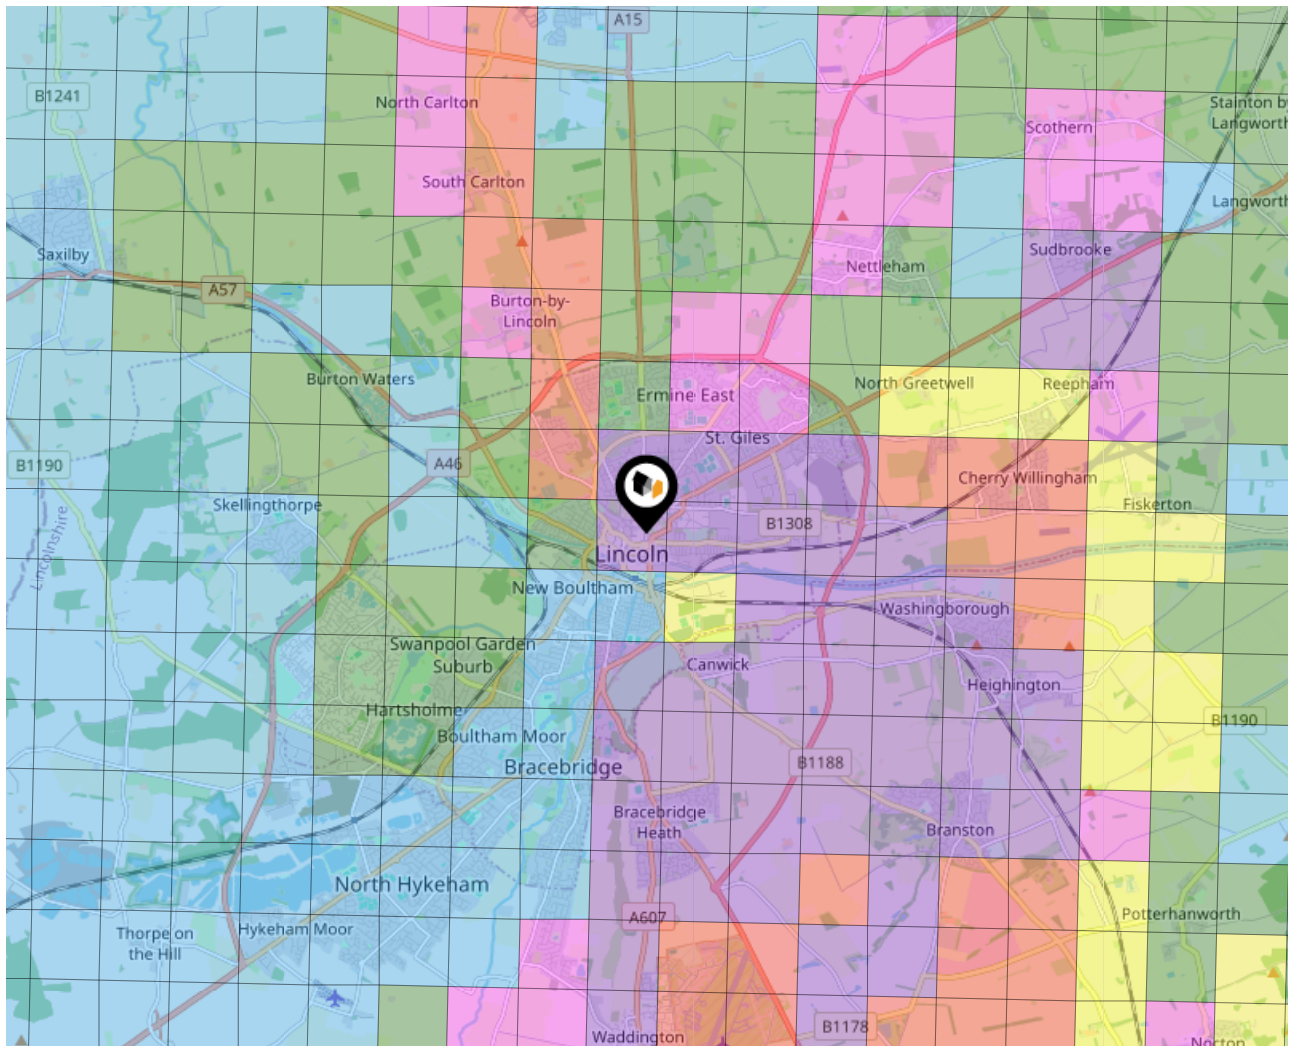 A15
B1241
North Carlton
Scothern
Stainton by
Langworth
South Carlton
Langworth
Saxilby
Sudbrooke
Nettleham
A57
Burton-by-
Lincoln
Burton Waters
North Greetwell
Reepham
Ermine East
St. Giles
B1190
A46
Cherry Willingham
Skellingthorpe
Fiskerton
B1308
Lincolnshire
Lincoln
New Boultham
Washingborough
Swanpool Garden
Suburb
Canwick
Heighington
Hartsholme
B1190
Boultham Moor
Bracebridge
B1188
Bracebridge
Heath
Branston
North Hykeham
A607
Potterhanworth
Thorpe on
the Hill
Hykeham Moor
B1178
Waddington
Nocton